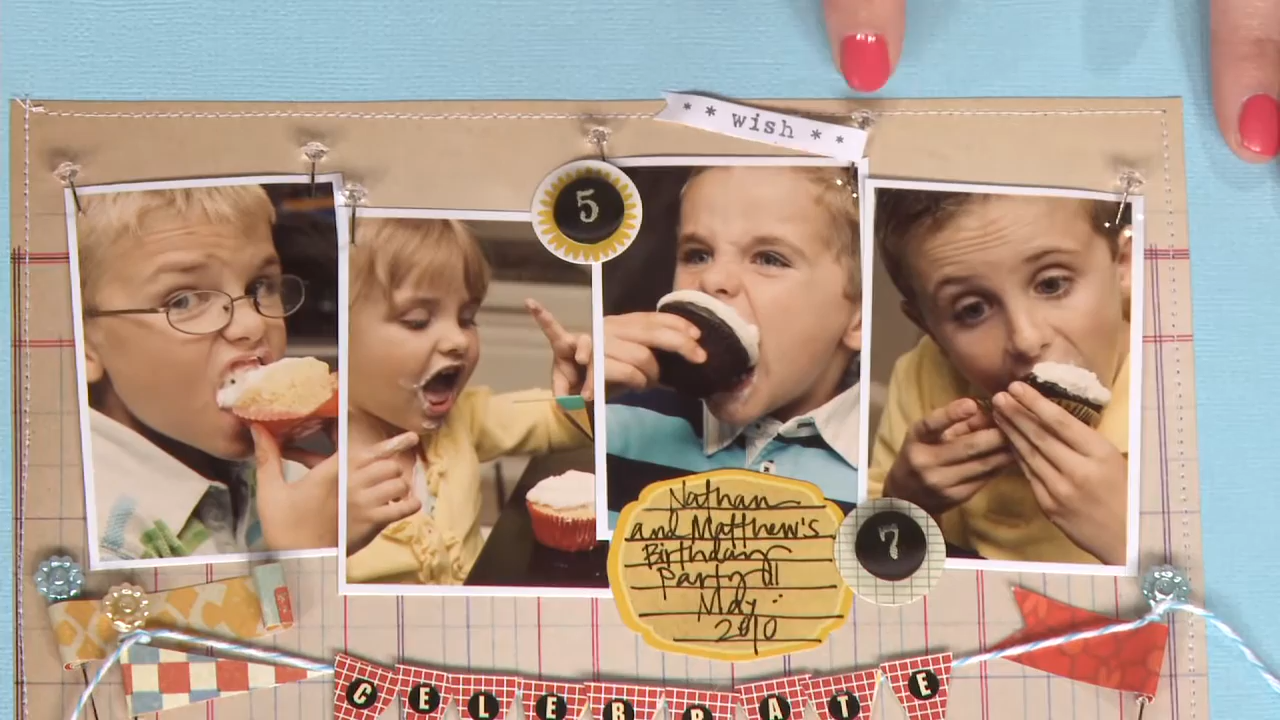 * * wish * *
5
Nathan
and Matthew's
Birthday
Party!!
May :
2010
7
CELEBRATE